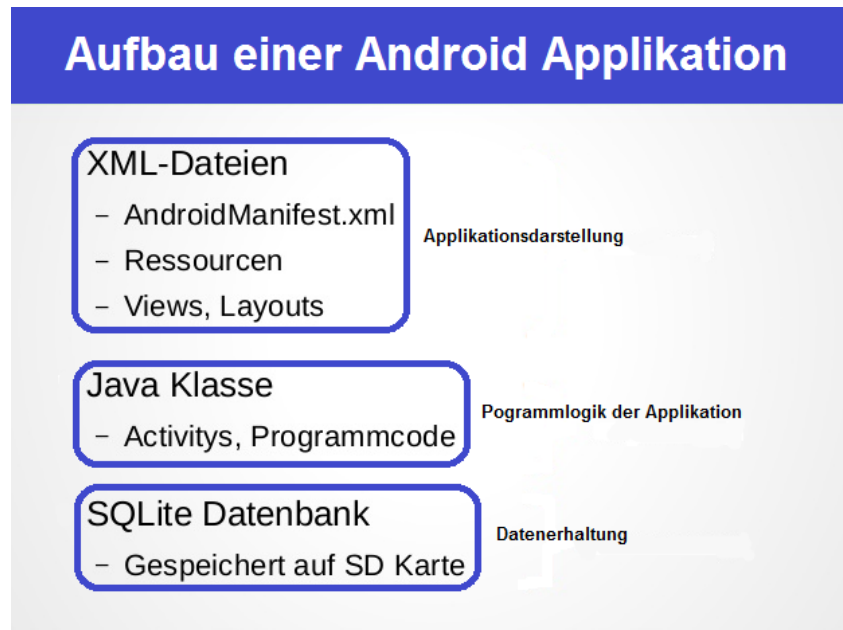 Aufbau einer Android Applikation
XML-Dateien
– AndroidManifest.xml
– Ressourcen
– Views, Layouts
Applikationsdarstellung
Java Klasse
– Activitys, Programmcode
Pogrammlogik der Applikation
SQLite Datenbank
– Gespeichert auf SD Karte
Datenerhaltung